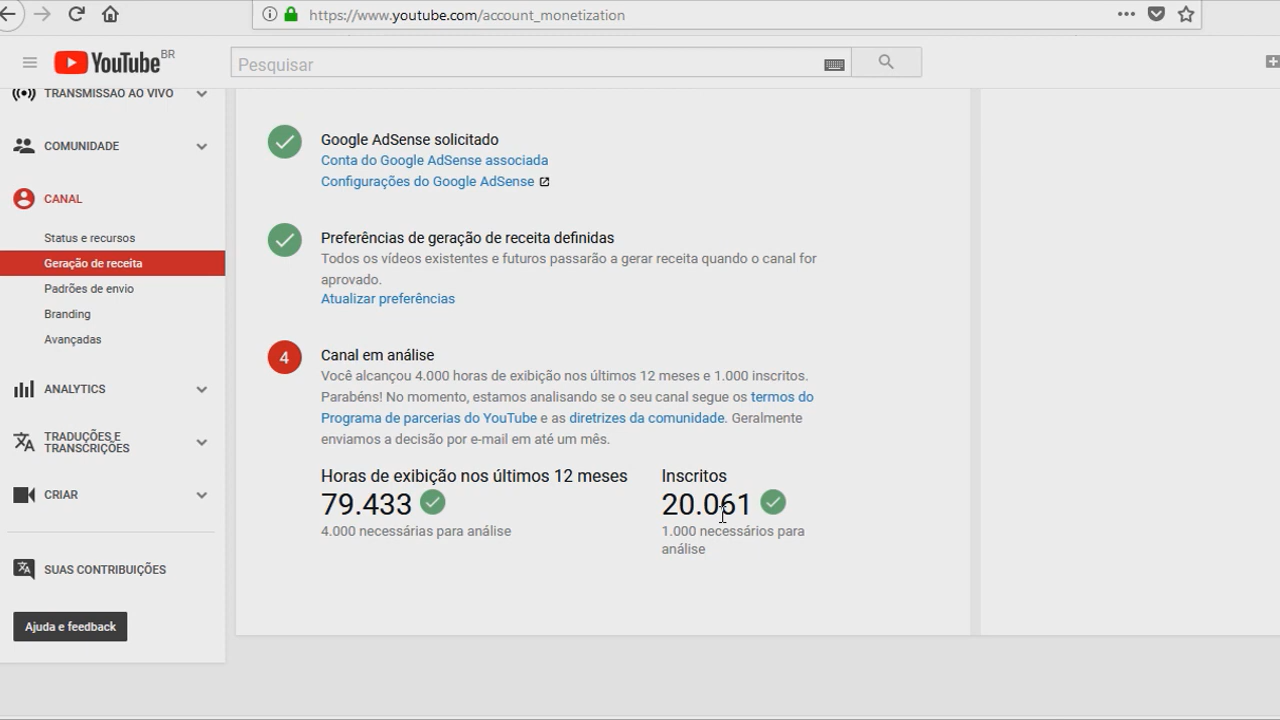 https://www.youtube.com/account_monetization
YouTube BR
Pesquisar
TRANSMISSAO AO VIVO
COMUNIDADE
CANAL
Status e recursos
Geração de receita
Padrões de envio
Branding
Avançadas
ANALYTICS
TRADUÇÕES E
TRANSCRIÇÕES
CRIAR
SUAS CONTRIBUIÇÕES
Ajuda e feedback
Google AdSense solicitado
Conta do Google AdSense associada
Configurações do Google AdSense
Preferências de geração de receita definidas
Todos os vídeos existentes e futuros passarão a gerar receita quando o canal for
aprovado.
Atualizar preferências
4
Canal em análise
Você alcançou 4.000 horas de exibição nos últimos 12 meses e 1.000 inscritos.
Parabéns! No momento, estamos analisando se o seu canal segue os termos do
Programa de parcerias do YouTube e as diretrizes da comunidade. Geralmente
enviamos a decisão por e-mail em até um mês.
Horas de exibição nos últimos 12 meses
79.433
4.000 necessárias para análise
Inscritos
20.061
1.000 necessários para
análise